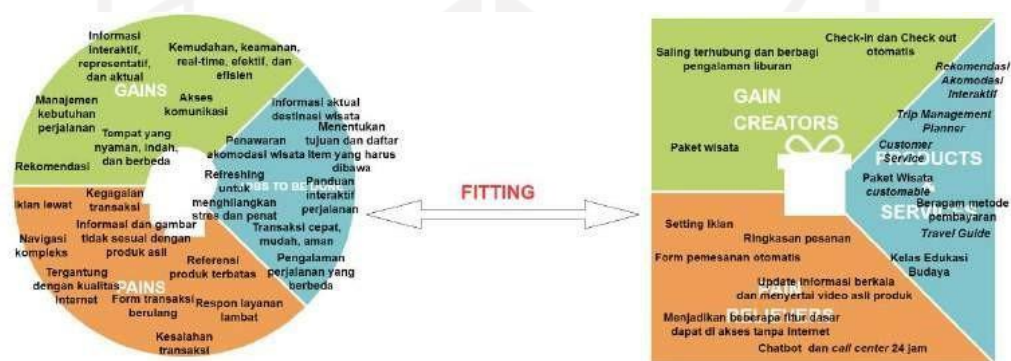 Informasi
interaktif,
representatif,
dan aktual
Kemudahan, keamanan,
real-time, efektif, dan
efisien
GAINS
Manajemen
kebutuhan
perjalanan
Akses
komunikasi
Tempat yang
nyaman, indah,
dan berbeda
Rekomendasi
Informasi aktual
destinasi wisata
Menentukan
tujuan dan daftar
item yang harus
dibawa
Penawaran
akomodasi wisata
Refreshing
untuk
menghilangkan
stres dan penat
JOBS TO BE DONE
Panduan
interaktif
perjalanan
Transaksi cepat,
mudah, aman
Pengalaman
perjalanan yang
berbeda
Iklan lewat
Kegagalan
transaksi
Informasi dan gambar
tidak sesuai dengan
produk asli
Navigasi
kompleks
Referensi
produk terbatas
Tergantung
dengan kualitas
Internet
PAINS
Form transaksi
berulang
Respon layanan
lambat
Kesalahan
transaksi
FITTING
Saling terhubung dan berbagi
pengalaman liburan
Check-in dan Check out
otomatis
GAIN
CREATORS
Paket wisata
Rekomendasi
Akomodasi
Interaktif
Trip Management
Planner
Customer
Service
PRODUCTS
&
SERVICES
Paket Wisata
customable
Beragam metode
pembayaran
Travel Guide
Kelas Edukasi
Budaya
Setting Iklan
Ringkasan pesanan
Form pemesanan otomatis
Update informasi berkala
dan menyertai video asli produk
PAIN
RELIEVERS
Menjadikan beberapa fitur dasar
dapat di akses tanpa Internet
Chatbot dan call center 24 jam